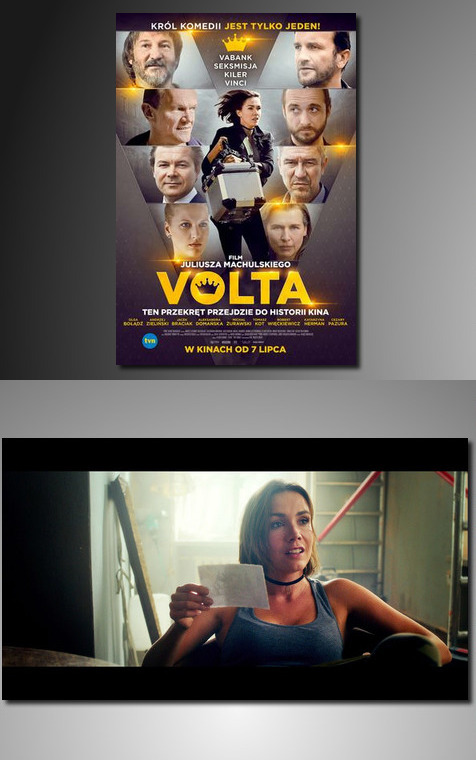 KRÓL KOMEDII JEST TYLKO JEDEN!
VABANK
SEKSMISJA
KILER
VINCI
FILM
JULIUSZA MACHULSKIEGO
VOLTA
TEN PRZEKRĘT PRZEJDZIE DO HISTORII KINA
OLGA BOŁĄDŹ ANDRZEJ ZIELIŃSKI JACEK BRACIAK ALEKSANDRA DOMAŃSKA MICHAŁ ŻURAWSKI TOMASZ KOT ROBERT WIĘCKIEWICZ KATARZYNA HERMAN CEZARY PAZURA
tvn
W KINACH OD 7 LIPCA